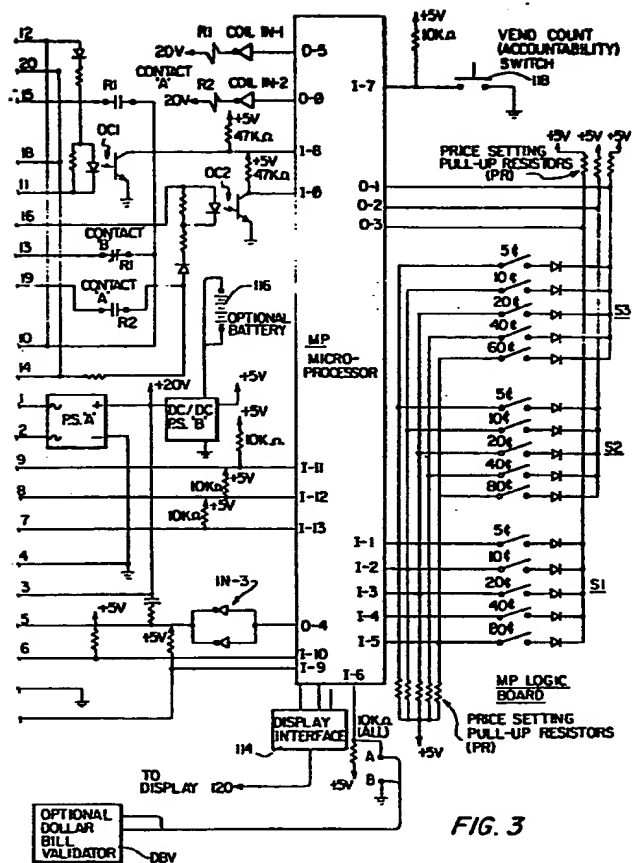 12
20
15
18
11
16
13
19
10
14
1
2
9
8
7
4
3
5
6
R1
CONTACT "A"
OC1
OC2
CONTACT "B"
R1
CONTACT "A"
R2
R1 COIL IN-1
20V
R2 COIL IN-2
20V
+5V
47KΩ
+5V
47KΩ
116
OPTIONAL BATTERY
+20V
P.S. "A"
+
−
DC/DC P.S. "B"
+5V
+5V
10KΩ
+5V
10KΩ
+5V
10KΩ
+5V
+5V
IN-3
MP
MICRO-
PROCESSOR
O-5
O-0
I-8
I-0
I-11
I-12
I-13
O-4
I-10
I-9
I-7
O-1
O-2
O-3
I-1
I-2
I-3
I-4
I-5
I-6
+5V
10KΩ
VEND COUNT
(ACCOUNTABILITY)
SWITCH
118
PRICE SETTING
PULL-UP RESISTORS
(PR)
+5V +5V +5V
5¢
10¢
20¢
40¢
60¢
S3
5¢
10¢
20¢
40¢
80¢
S2
5¢
10¢
20¢
40¢
80¢
S1
MP LOGIC
BOARD
PRICE SETTING
PULL-UP RESISTORS
(PR)
+5V
10KΩ
(ALL)
A
B
+5V
DISPLAY
INTERFACE
114
TO
DISPLAY 120
OPTIONAL
DOLLAR
BILL
VALIDATOR
DBV
FIG. 3